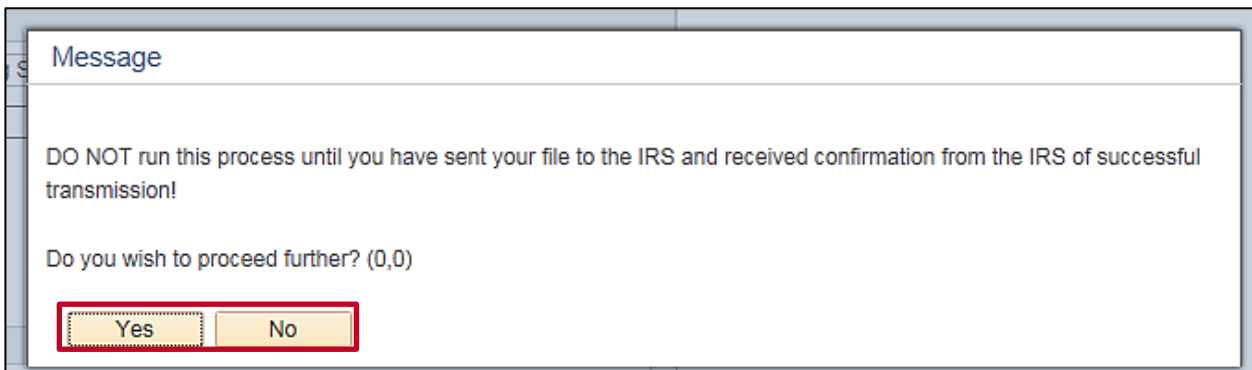 Message
g S
DO NOT run this process until you have sent your file to the IRS and received confirmation from the IRS of successful
transmission!
Do you wish to proceed further? (0,0)
Yes No